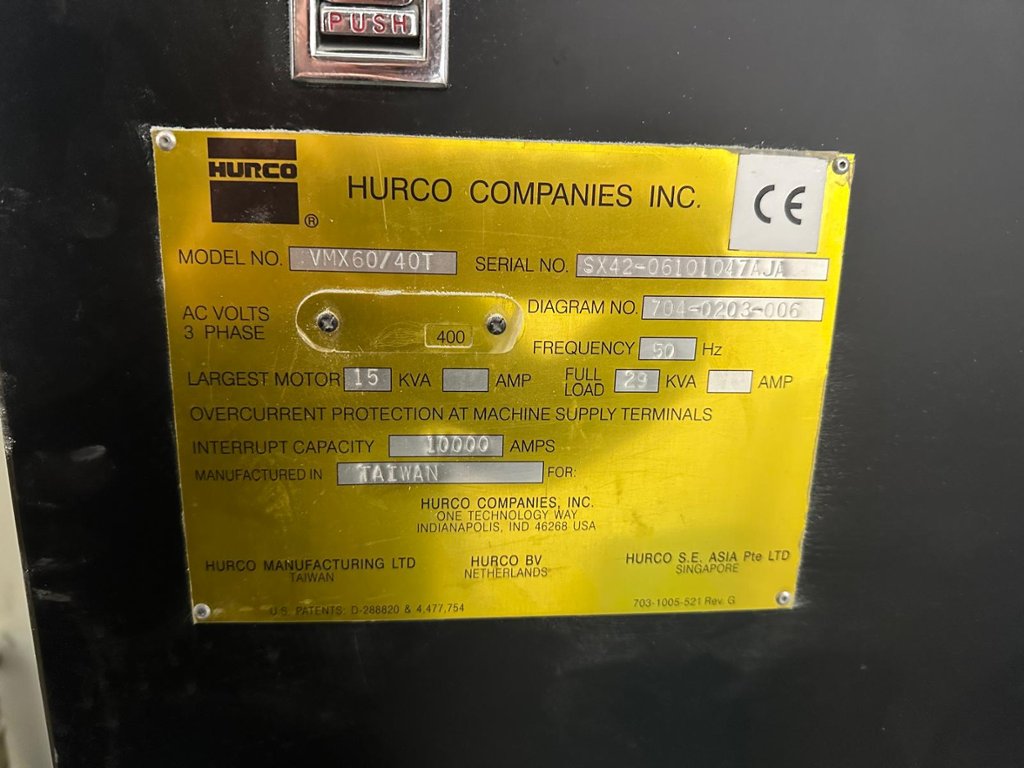 PUSH
HURCO
®
HURCO COMPANIES INC.
CE
MODEL NO. VMX60/40T SERIAL NO. SX42-06101047AJA
AC VOLTS
3 PHASE
400
DIAGRAM NO. 704-0203-006
FREQUENCY 50 Hz
LARGEST MOTOR 15 KVA AMP FULL LOAD 29 KVA AMP
OVERCURRENT PROTECTION AT MACHINE SUPPLY TERMINALS
INTERRUPT CAPACITY 10000 AMPS
MANUFACTURED IN TAIWAN FOR:
HURCO COMPANIES, INC.
ONE TECHNOLOGY WAY
INDIANAPOLIS, IND 46268 USA
HURCO MANUFACTURING LTD
TAIWAN
HURCO BV
NETHERLANDS
HURCO S.E. ASIA Pte LTD
SINGAPORE
U.S. PATENTS: D-288820 & 4,477,754
703-1005-521 Rev. G